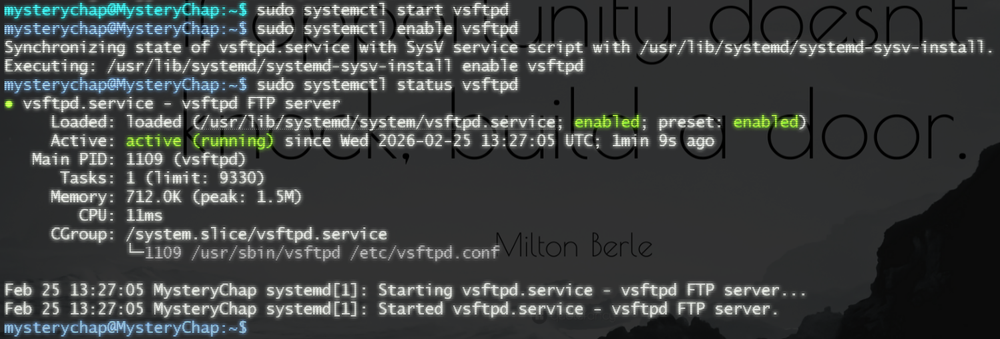 mysterychap@MysteryChap:~$ sudo systemctl start vsftpd
mysterychap@MysteryChap:~$ sudo systemctl enable vsftpd
Synchronizing state of vsftpd.service with SysV service script with /usr/lib/systemd/systemd-sysv-install.
Executing: /usr/lib/systemd/systemd-sysv-install enable vsftpd
mysterychap@MysteryChap:~$ sudo systemctl status vsftpd
● vsftpd.service - vsftpd FTP server
     Loaded: loaded (/usr/lib/systemd/system/vsftpd.service; enabled; preset: enabled)
     Active: active (running) since Wed 2026-02-25 13:27:05 UTC; 1min 9s ago
   Main PID: 1109 (vsftpd)
      Tasks: 1 (limit: 9330)
     Memory: 712.0K (peak: 1.5M)
        CPU: 11ms
     CGroup: /system.slice/vsftpd.service
             └─1109 /usr/sbin/vsftpd /etc/vsftpd.conf
Feb 25 13:27:05 MysteryChap systemd[1]: Starting vsftpd.service - vsftpd FTP server...
Feb 25 13:27:05 MysteryChap systemd[1]: Started vsftpd.service - vsftpd FTP server.
mysterychap@MysteryChap:~$
If opportunity doesn't
knock, build a door.
Milton Berle